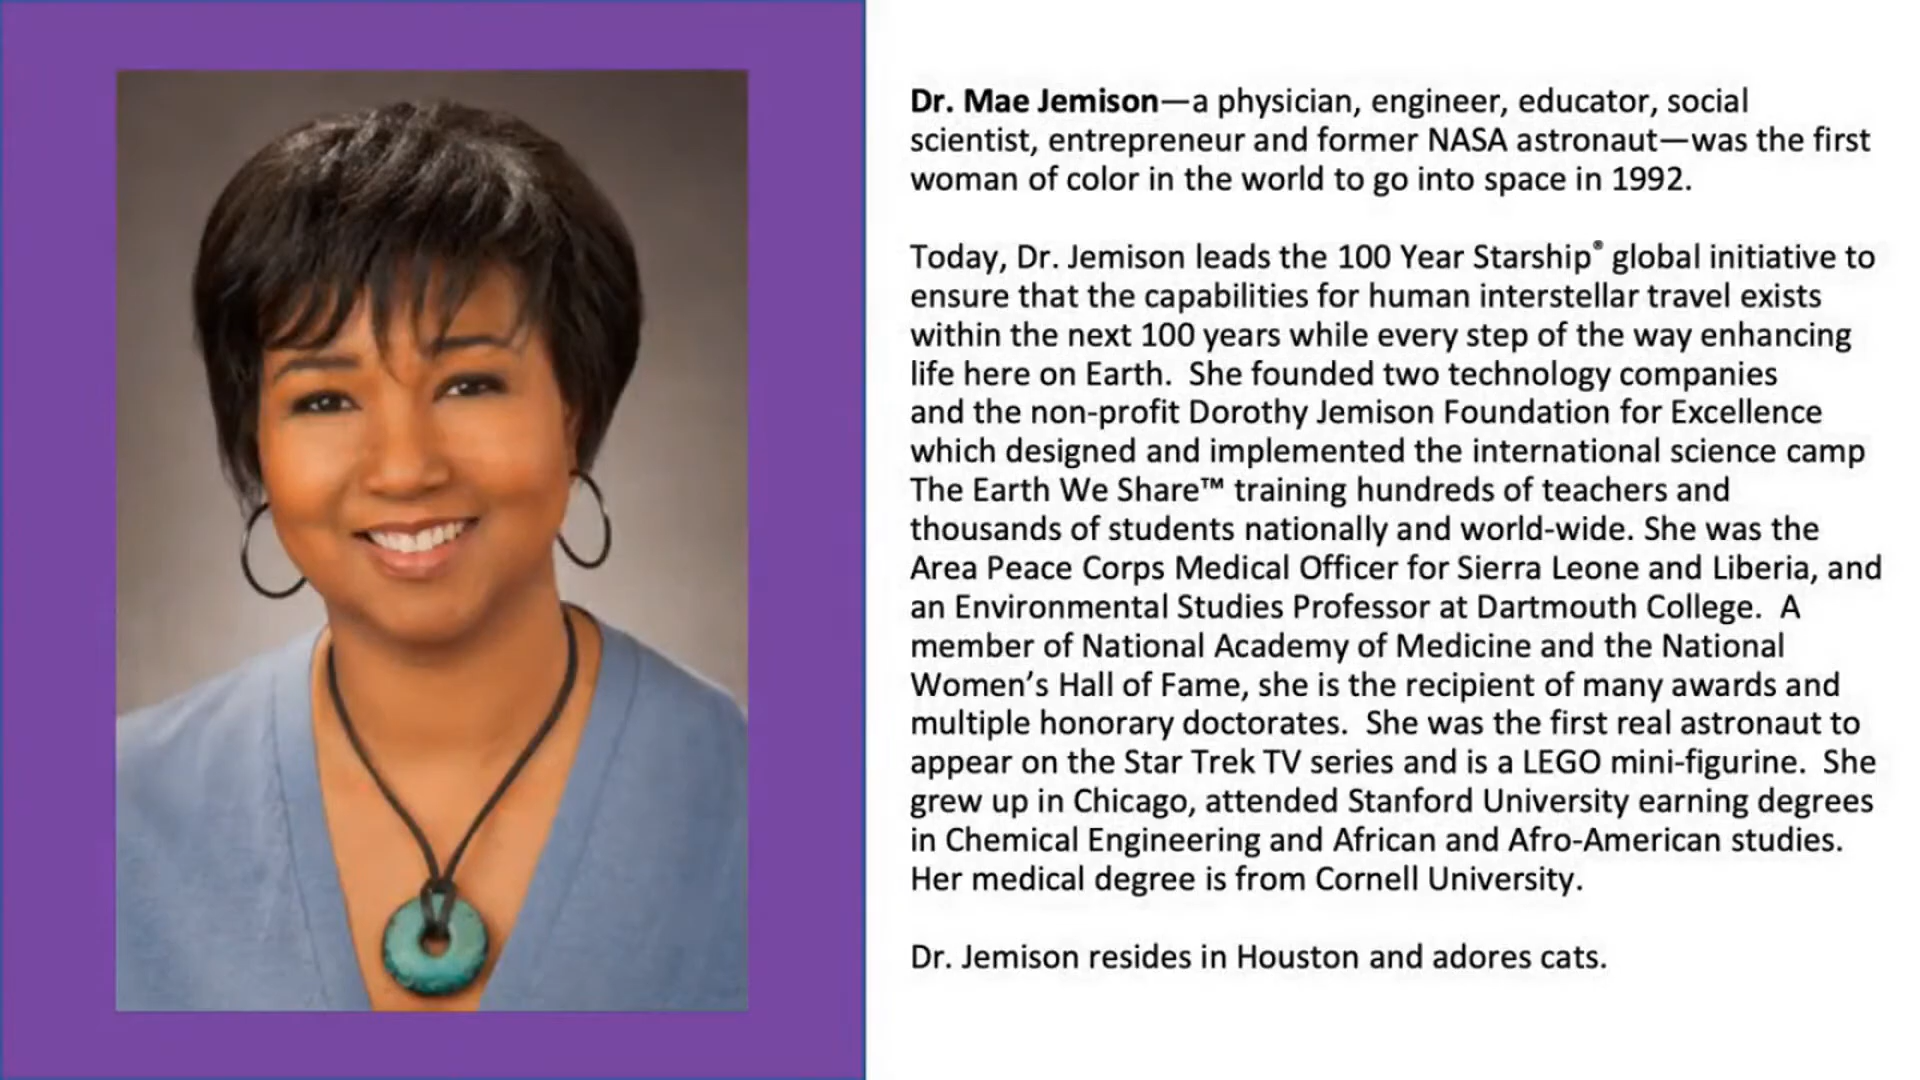 Dr. Mae Jemison—a physician, engineer, educator, social
scientist, entrepreneur and former NASA astronaut—was the first
woman of color in the world to go into space in 1992.
Today, Dr. Jemison leads the 100 Year Starship® global initiative to
ensure that the capabilities for human interstellar travel exists
within the next 100 years while every step of the way enhancing
life here on Earth.  She founded two technology companies
and the non-profit Dorothy Jemison Foundation for Excellence
which designed and implemented the international science camp
The Earth We Share™ training hundreds of teachers and
thousands of students nationally and world-wide. She was the
Area Peace Corps Medical Officer for Sierra Leone and Liberia, and
an Environmental Studies Professor at Dartmouth College.  A
member of National Academy of Medicine and the National
Women’s Hall of Fame, she is the recipient of many awards and
multiple honorary doctorates.  She was the first real astronaut to
appear on the Star Trek TV series and is a LEGO mini-figurine.  She
grew up in Chicago, attended Stanford University earning degrees
in Chemical Engineering and African and Afro-American studies.
Her medical degree is from Cornell University.
Dr. Jemison resides in Houston and adores cats.